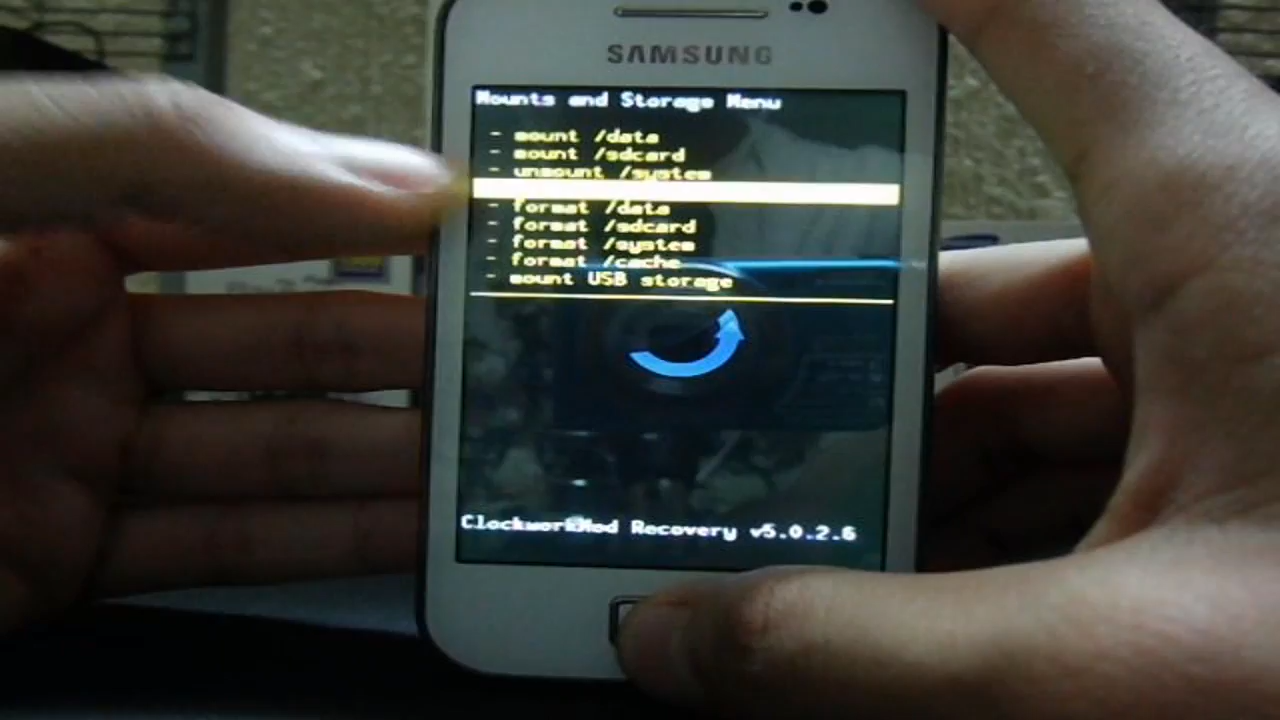 SAMSUNG
Mounts and Storage Menu
- mount /data
- mount /sdcard
- unmount /system
- format /data
- format /sdcard
- format /system
- format /cache
- mount USB storage
ClockworkMod Recovery v5.0.2.6